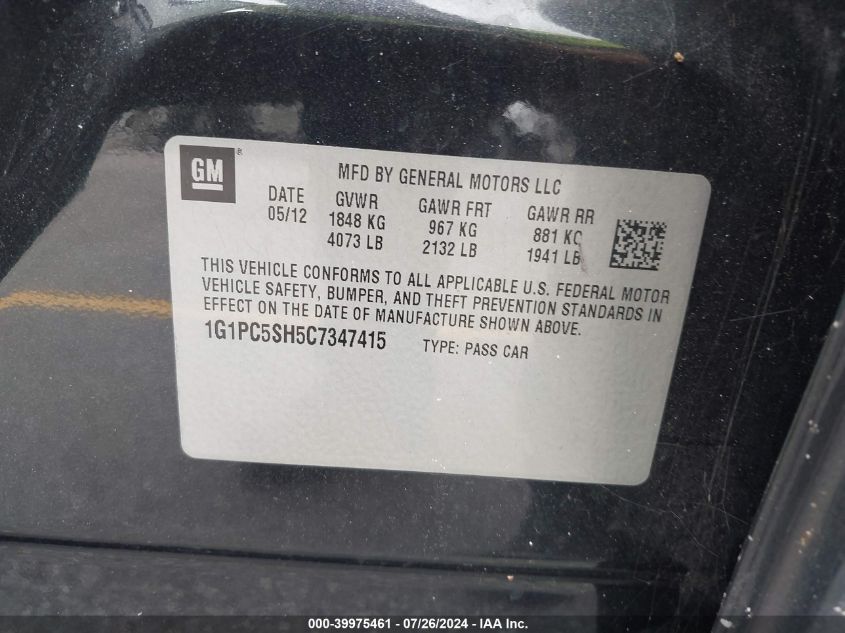 GM ®
MFD BY GENERAL MOTORS LLC
DATE GVWR GAWR FRT GAWR RR
05/12 1848 KG 967 KG 881 KG
4073 LB 2132 LB 1941 LB
THIS VEHICLE CONFORMS TO ALL APPLICABLE U.S. FEDERAL MOTOR
VEHICLE SAFETY, BUMPER, AND THEFT PREVENTION STANDARDS IN
EFFECT ON THE DATE OF MANUFACTURE SHOWN ABOVE.
1G1PC5SH5C7347415 TYPE: PASS CAR
000-39975461 - 07/26/2024 - IAA Inc.